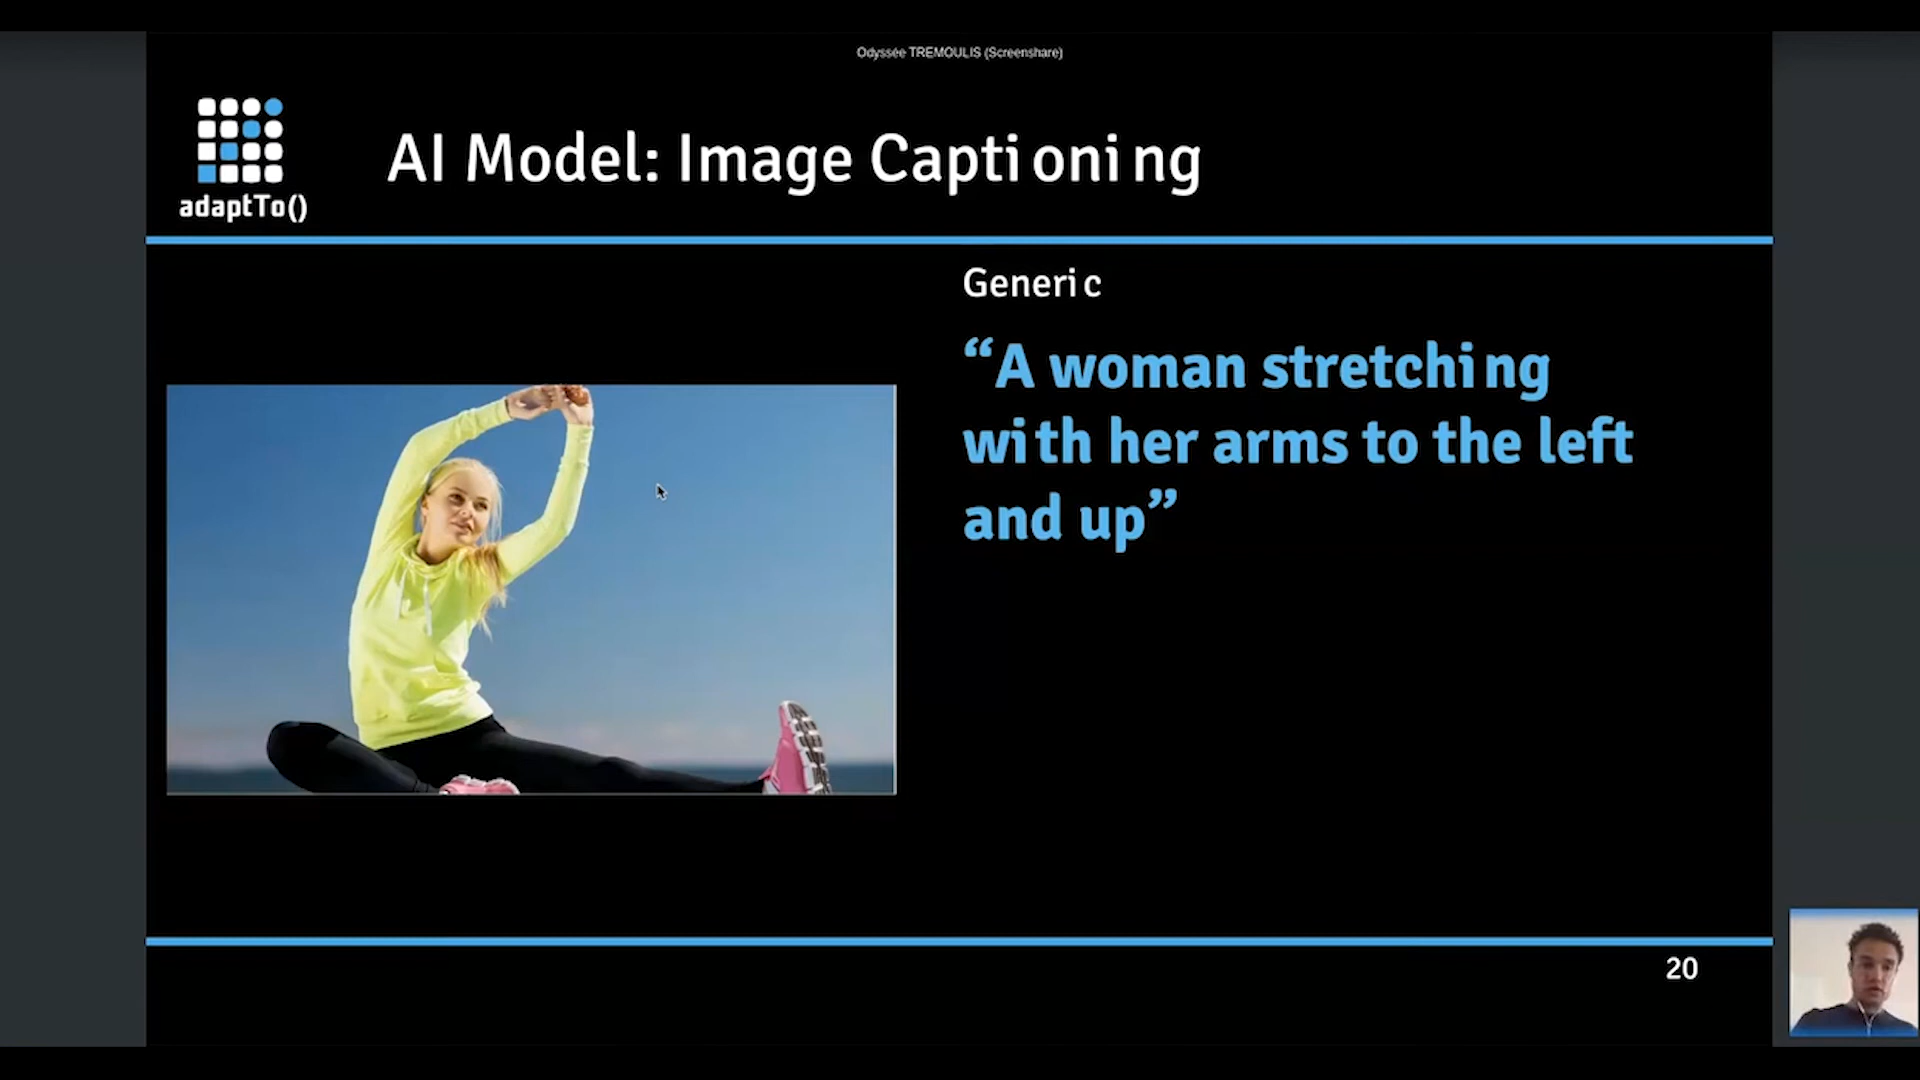 Odyssée TREMOULIS (Screenshare)
adaptTo()
AI Model: Image Captioning
Generic
“A woman stretching
with her arms to the left
and up”
20